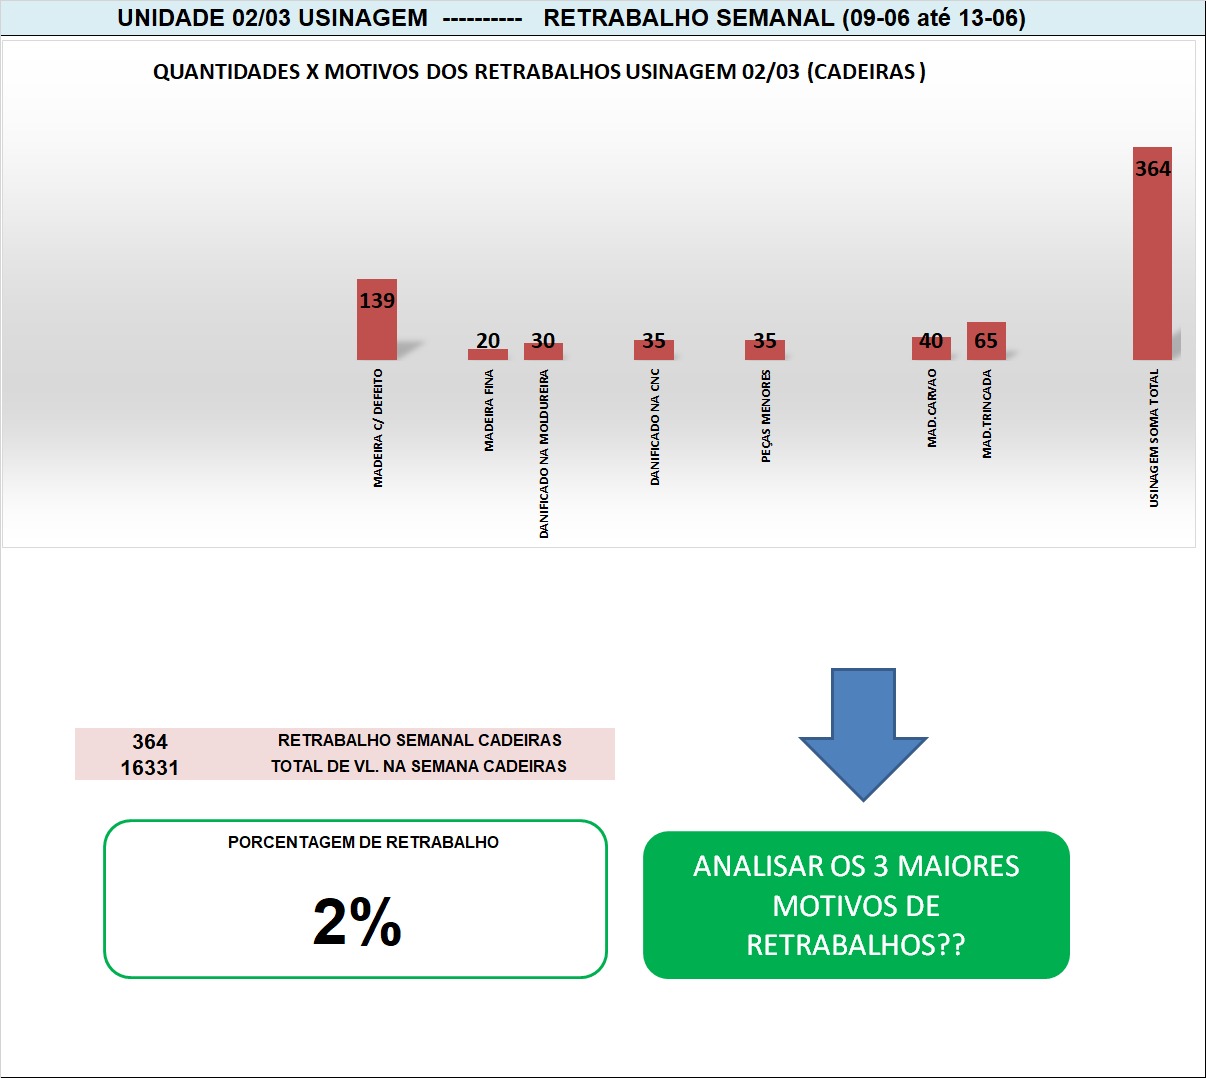 UNIDADE 02/03 USINAGEM ---------- RETRABALHO SEMANAL (09-06 até 13-06)
QUANTIDADES X MOTIVOS DOS RETRABALHOS USINAGEM 02/03 (CADEIRAS )
139
20
30
35
35
40
65
364
MADEIRA C/ DEFEITO
MADEIRA FINA
DANIFICADO NA MOLDUREIRA
DANIFICADO NA CNC
PEÇAS MENORES
MAD.CARVAO
MAD.TRINCADA
USINAGEM SOMA TOTAL
364 RETRABALHO SEMANAL CADEIRAS
16331 TOTAL DE VL. NA SEMANA CADEIRAS
PORCENTAGEM DE RETRABALHO
2%
ANALISAR OS 3 MAIORES
MOTIVOS DE
RETRABALHOS??